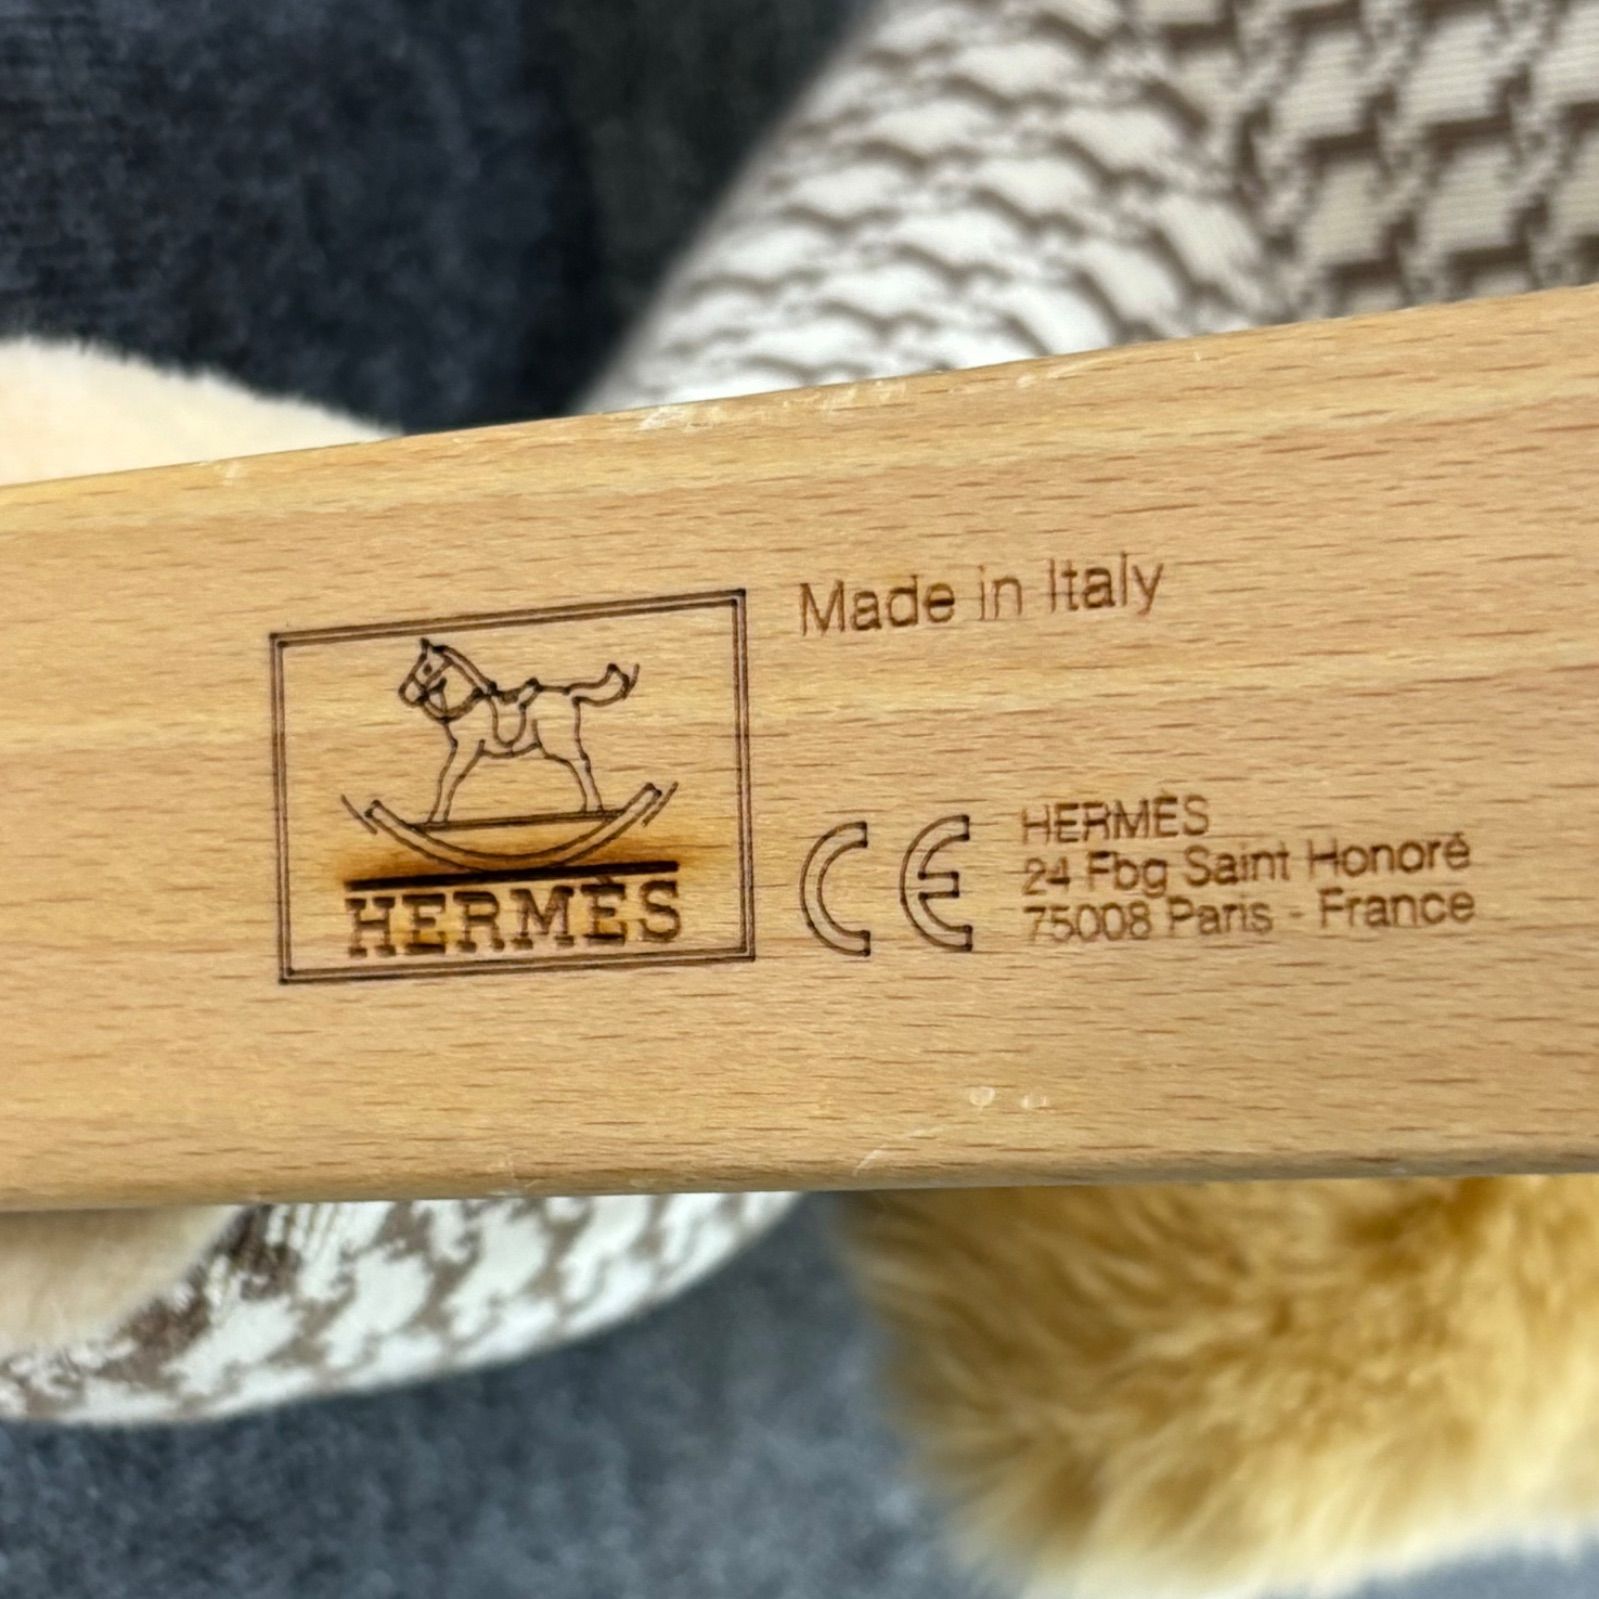 Made in Italy
HERMÈS
CE
HERMÈS
24 Fbg Saint Honoré
75008 Paris - France